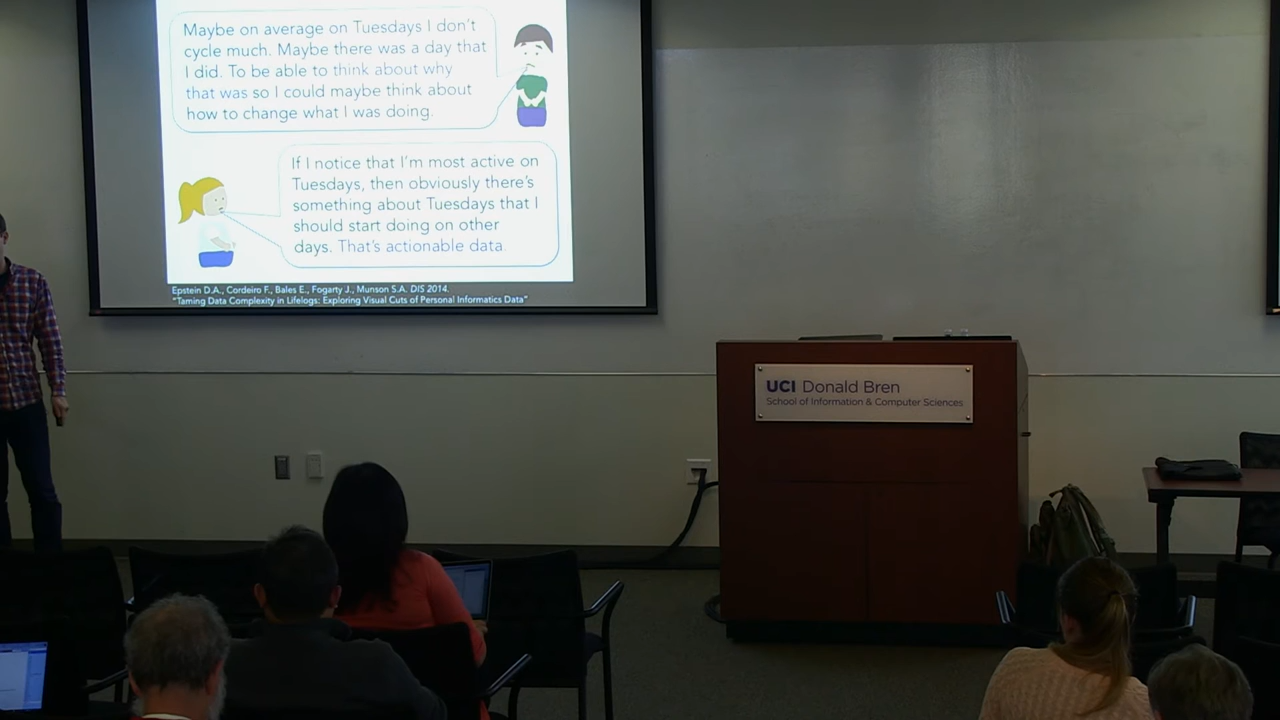 Maybe on average on Tuesdays I don't
cycle much. Maybe there was a day that
I did. To be able to think about why
that was so I could maybe think about
how to change what I was doing.
If I notice that I'm most active on
Tuesdays, then obviously there's
something about Tuesdays that I
should start doing on other
days. That's actionable data.
Epstein D.A., Cordeiro F., Bales E., Fogarty J., Munson S.A. DIS 2014.
"Taming Data Complexity in Lifelogs: Exploring Visual Cuts of Personal Informatics Data"
UCI Donald Bren
School of Information & Computer Sciences